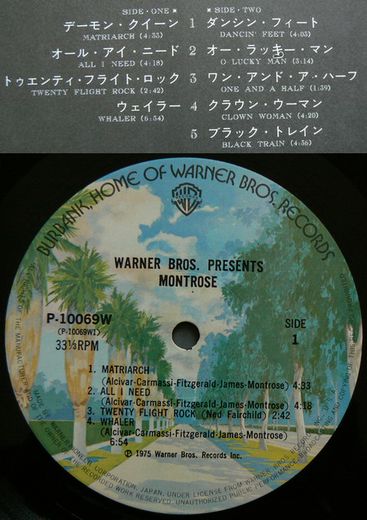 SIDE・ONE ★
★ SIDE・TWO
デーモン・クイーン 1 ダンシン・フィート
MATRIARCH (4:33) DANCIN' FEET (4:05)
オール・アイ・ニード 2 オー・ラッキー・マン
ALL I NEED (4:18) O LUCKY MAN (3:14)
トゥエンティ・フライト・ロック 3 ワン・アンド・ア・ハーフ
TWENTY FLIGHT ROCK (2:42) ONE AND A HALF (1:39)
ウェイラー 4 クラウン・ウーマン
WHALER (6:54) CLOWN WOMAN (4:20)
5 ブラック・トレイン
BLACK TRAIN (4:36)
BURBANK, HOME OF WARNER BROS. RECORDS
WARNER BROS. PRESENTS
MONTROSE
P-10069W
(P-10069W1)
33⅓RPM
SIDE
1
1. MATRIARCH
(Alcivar-Carmassi-Fitzgerald-James-Montrose) 4:33
2. ALL I NEED
(Alcivar-Carmassi-Fitzgerald-James-Montrose) 4:18
3. TWENTY FLIGHT ROCK (Ned Fairchild) 2:42
4. WHALER
(Alcivar-Carmassi-Fitzgerald-James-Montrose)
6:54
℗ 1975 Warner Bros. Records Inc.
CORPORATION, JAPAN, UNDER LICENSE FROM WARNER BROS.